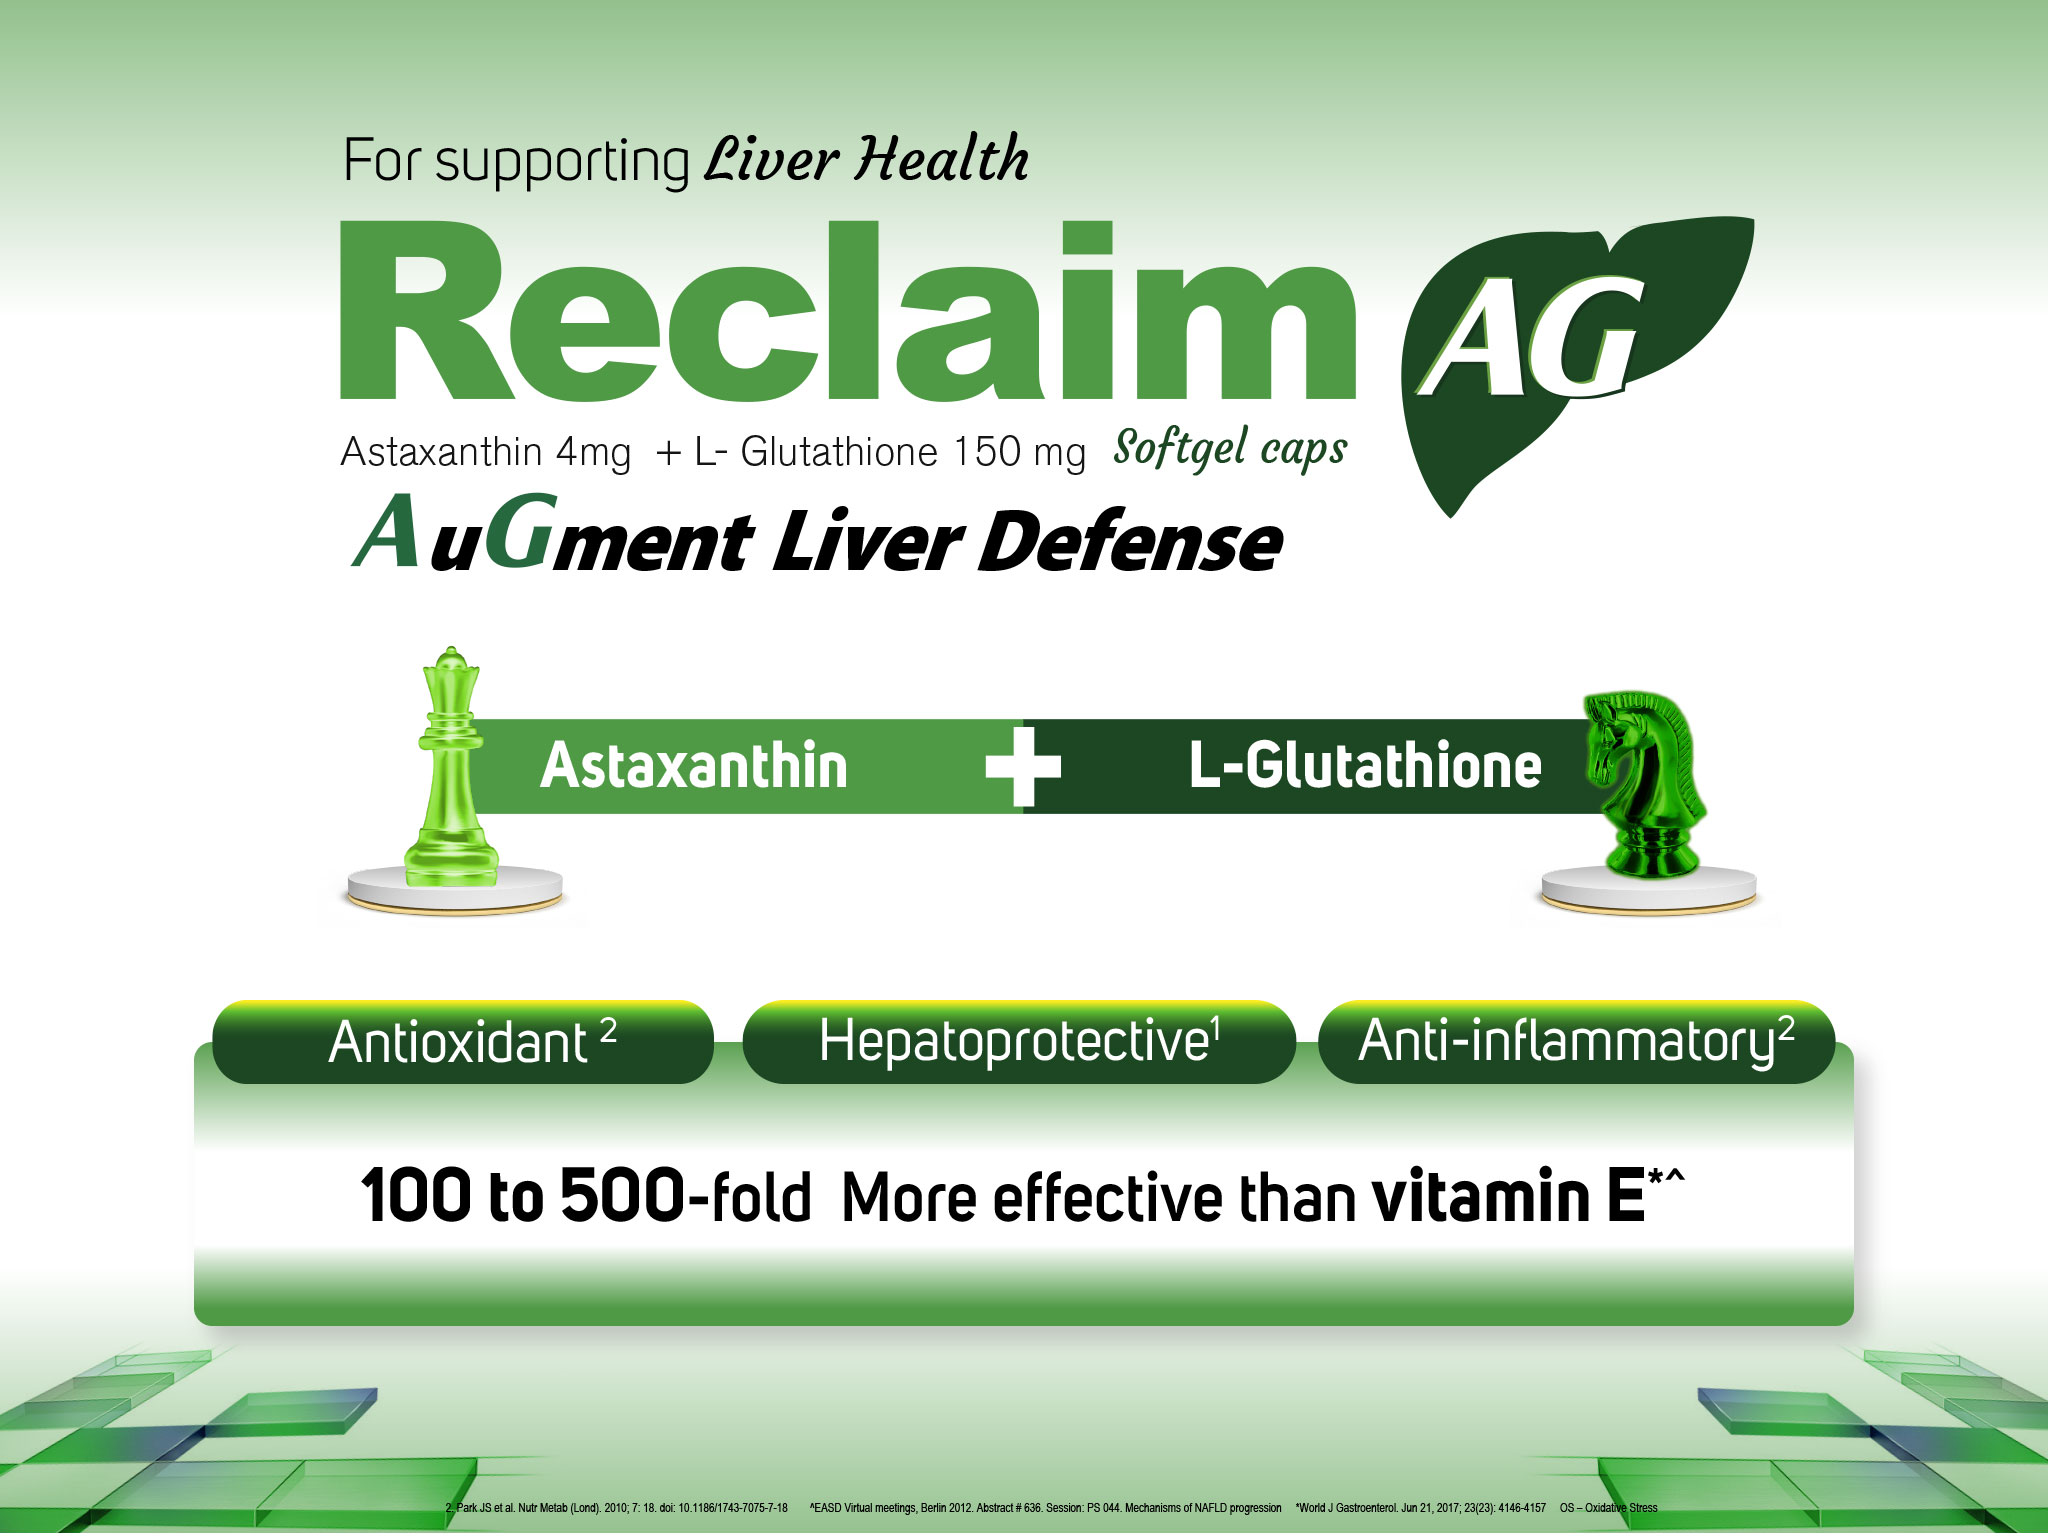 For supporting Liver Health
Reclaim AG
Astaxanthin 4mg + L- Glutathione 150 mg Softgel caps
AuGment Liver Defense
Astaxanthin + L-Glutathione
Antioxidant 2 Hepatoprotective1 Anti-inflammatory2
100 to 500-fold More effective than vitamin E*^
2. Park JS et al. Nutr Metab (Lond). 2010; 7: 18. doi: 10.1186/1743-7075-7-18 ^EASD Virtual meetings, Berlin 2012. Abstract # 636. Session: PS 044. Mechanisms of NAFLD progression *World J Gastroenterol. Jun 21, 2017; 23(23): 4146-4157 OS – Oxidative Stress